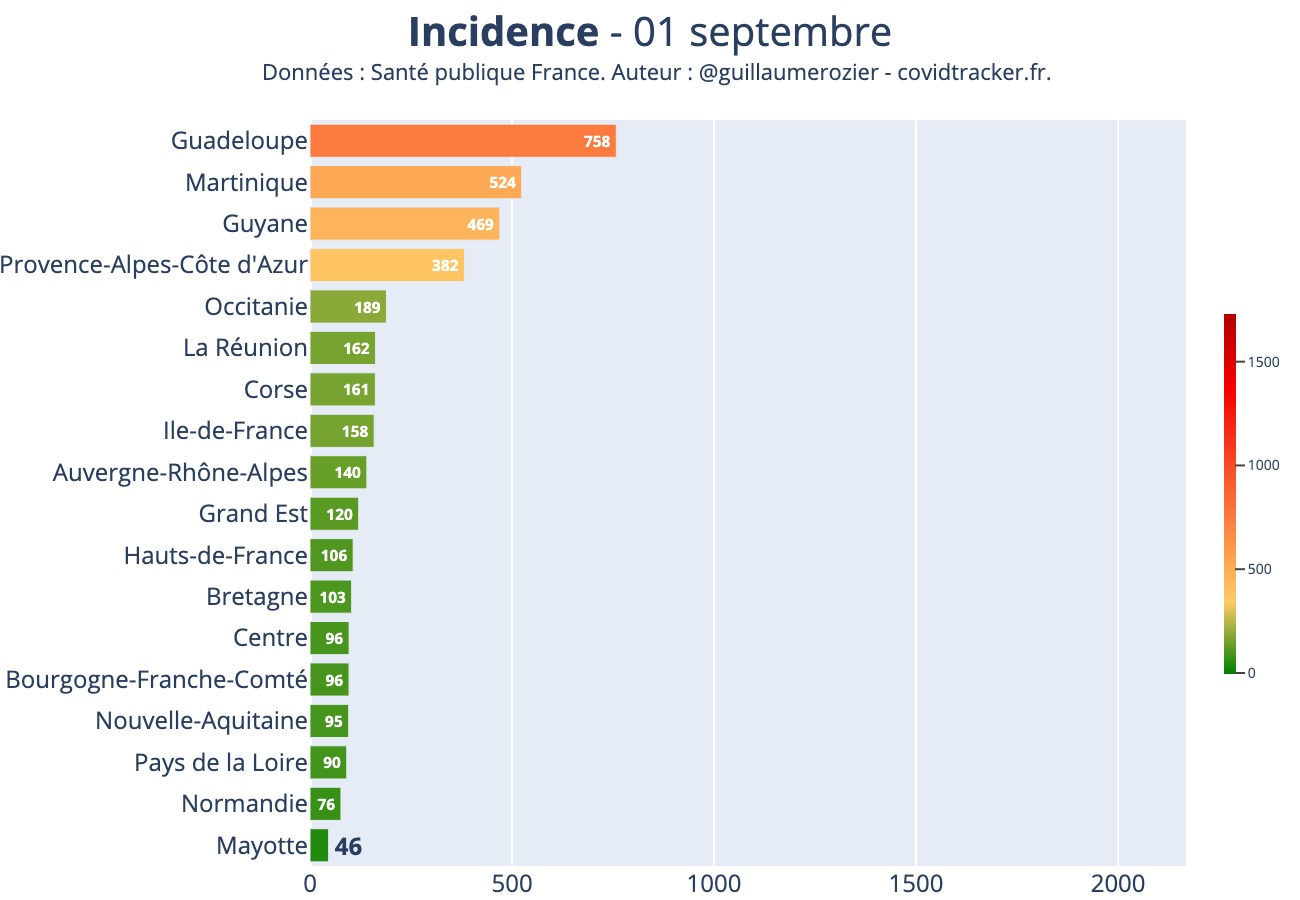 Incidence - 01 septembre
Données : Santé publique France. Auteur : @guillaumerozier - covidtracker.fr.
Guadeloupe 758
Martinique 524
Guyane 469
Provence-Alpes-Côte d'Azur 382
Occitanie 189
La Réunion 162
Corse 161
Ile-de-France 158
Auvergne-Rhône-Alpes 140
Grand Est 120
Hauts-de-France 106
Bretagne 103
Centre 96
Bourgogne-Franche-Comté 96
Nouvelle-Aquitaine 95
Pays de la Loire 90
Normandie 76
Mayotte 46
0 500 1000 1500 2000
1500
1000
500
0